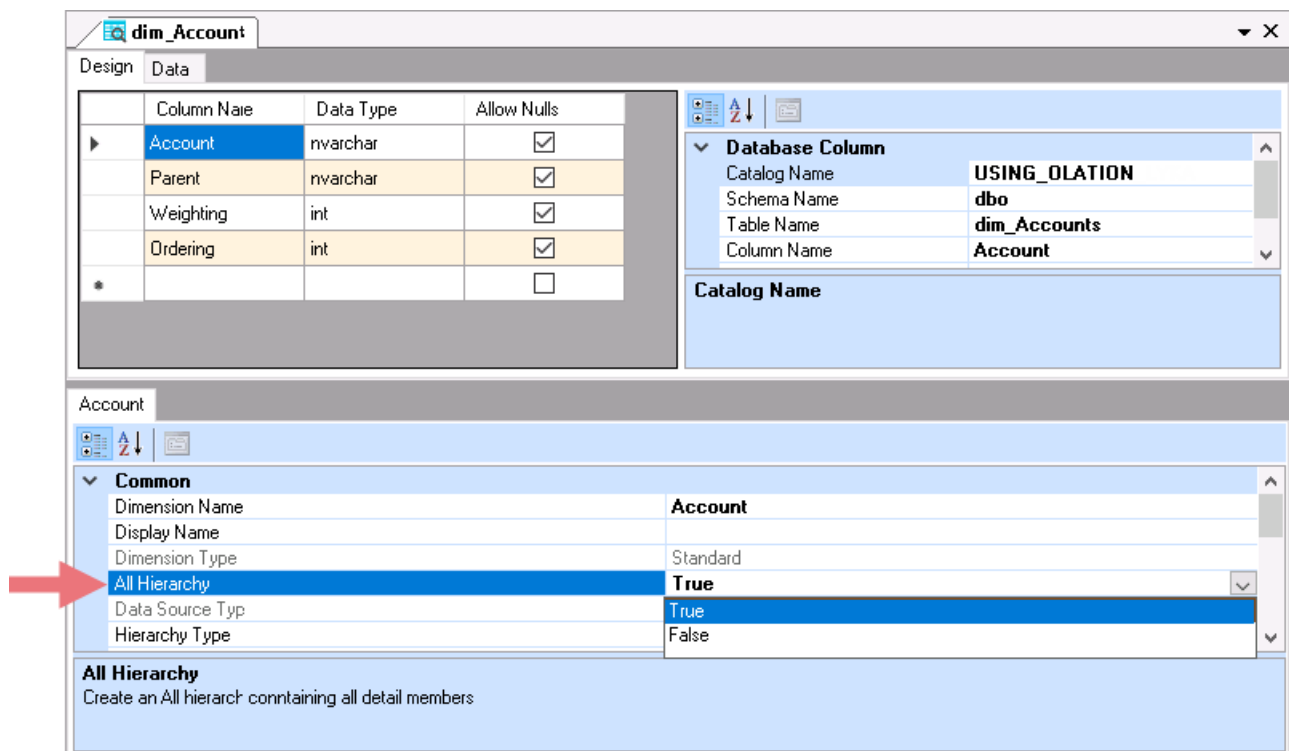 dim_Account
Design Data
Column Name Data Type Allow Nulls
Account nvarchar
Parent nvarchar
Weighting int
Ordering int
Database Column
Catalog Name USING_OLATION
Schema Name dbo
Table Name dim_Accounts
Column Name Account
Catalog Name
Account
Common
Dimension Name Account
Display Name
Dimension Type Standard
All Hierarchy True
Data Source Typ True
Hierarchy Type False
All Hierarchy
Create an All hierarch conntaining all detail members